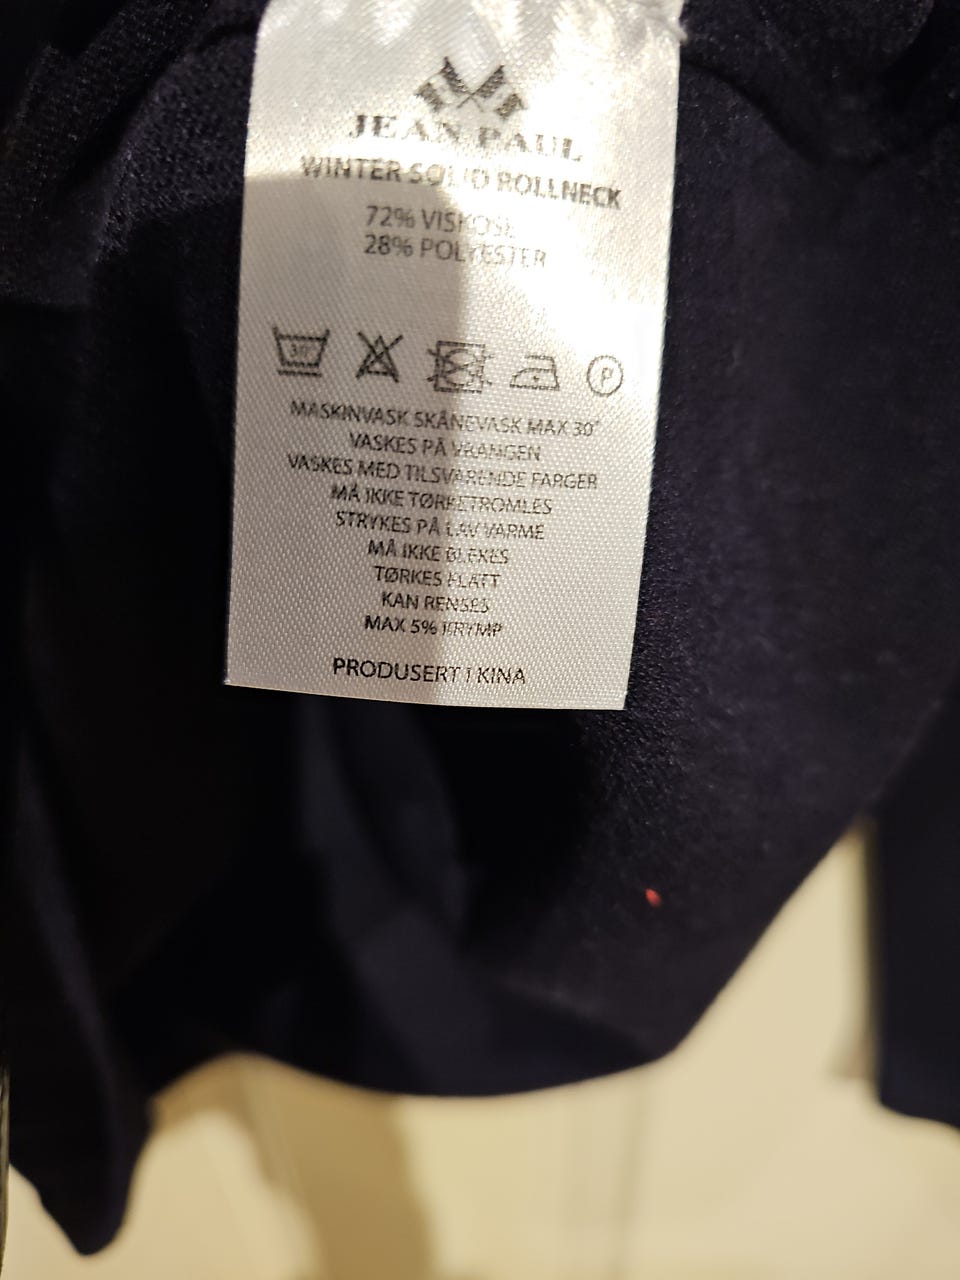 JEAN PAUL
WINTER SOLID ROLLNECK
72% VISKOSE
28% POLYESTER
30° P
MASKINVASK SKÅNEVASK MAX 30°
VASKES PÅ VRANGEN
VASKES MED TILSVARENDE FARGER
MÅ IKKE TØRKETROMLES
STRYKES PÅ LAV VARME
MÅ IKKE BLEKES
TØRKES FLATT
KAN RENSES
MAX 5% KRYMP
PRODUSERT I KINA